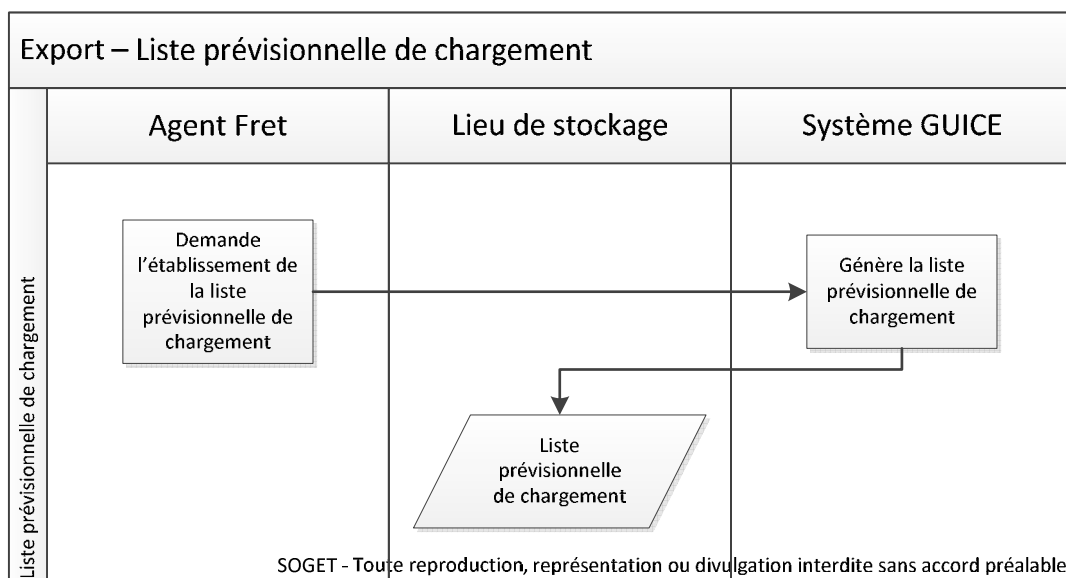 Export – Liste prévisionnelle de chargement
Agent Fret
Lieu de stockage
Système GUICE
Liste prévisionnelle de chargement
Demande
l'établissement de
la liste
prévisionnelle de
chargement
Génère la liste
prévisionnelle de
chargement
Liste
prévisionnelle
de chargement
SOGET - Toute reproduction, représentation ou divulgation interdite sans accord préalable